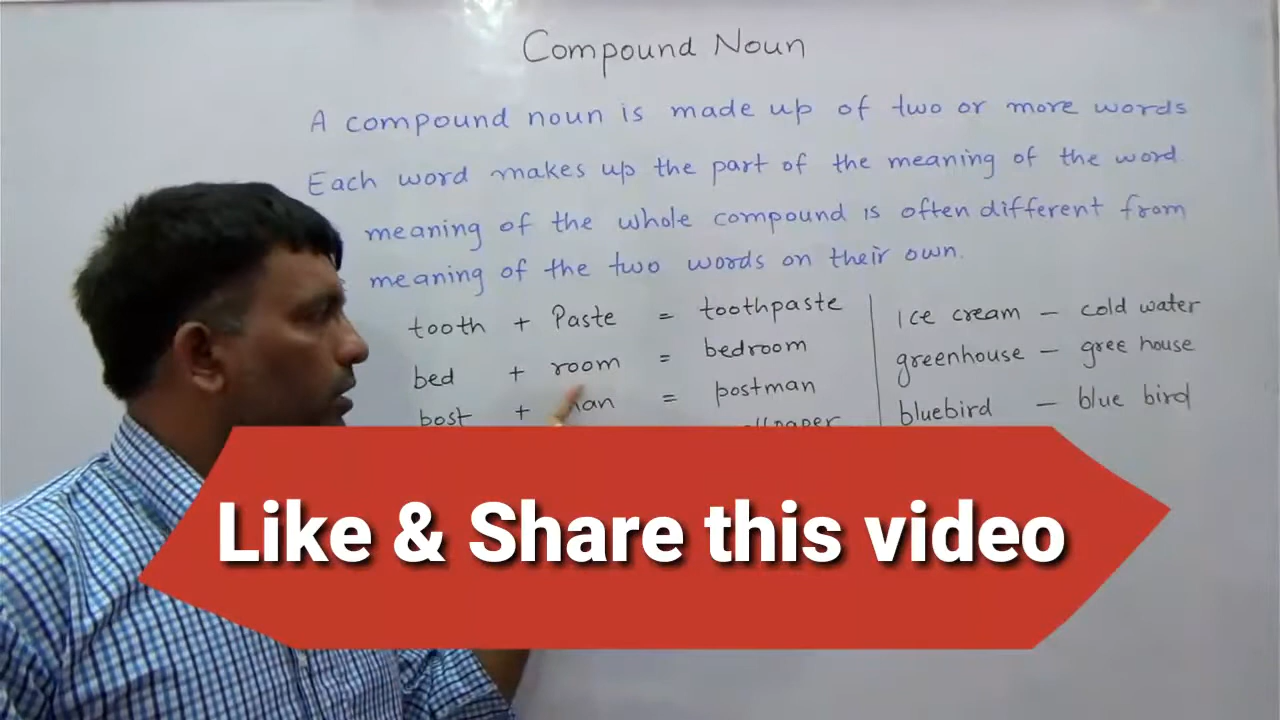 Compound Noun
A compound noun is made up of two or more words
Each word makes up the part of the meaning of the word
meaning of the whole compound is often different from
meaning of the two words on their own.
tooth + Paste = toothpaste
bed + room = bedroom
bost + = postman
ice cream - cold water
greenhouse - gree house
bluebird - blue bird
Like & Share this video